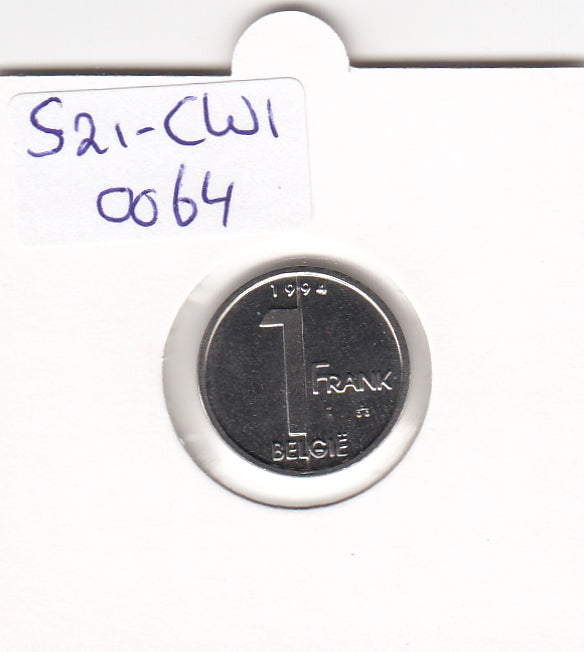 S21-CW1
0064
1994
1
FRANK
BELGIË